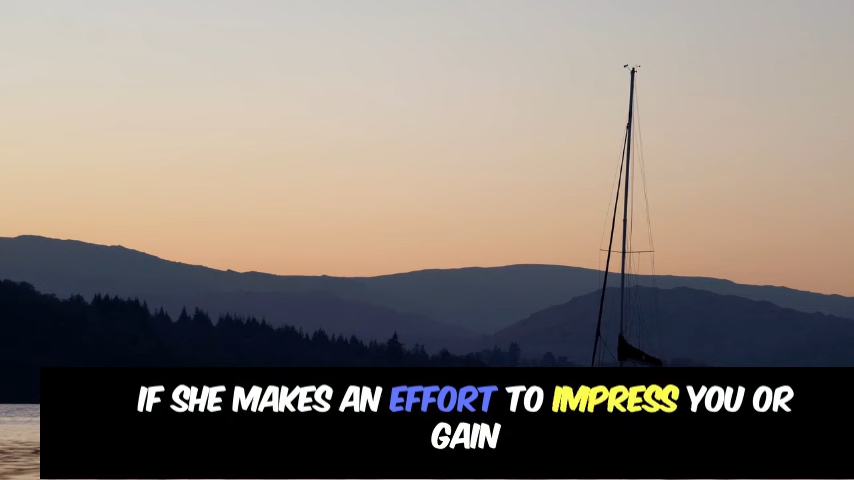 IF SHE MAKES AN EFFORT TO IMPRESS YOU OR
GAIN